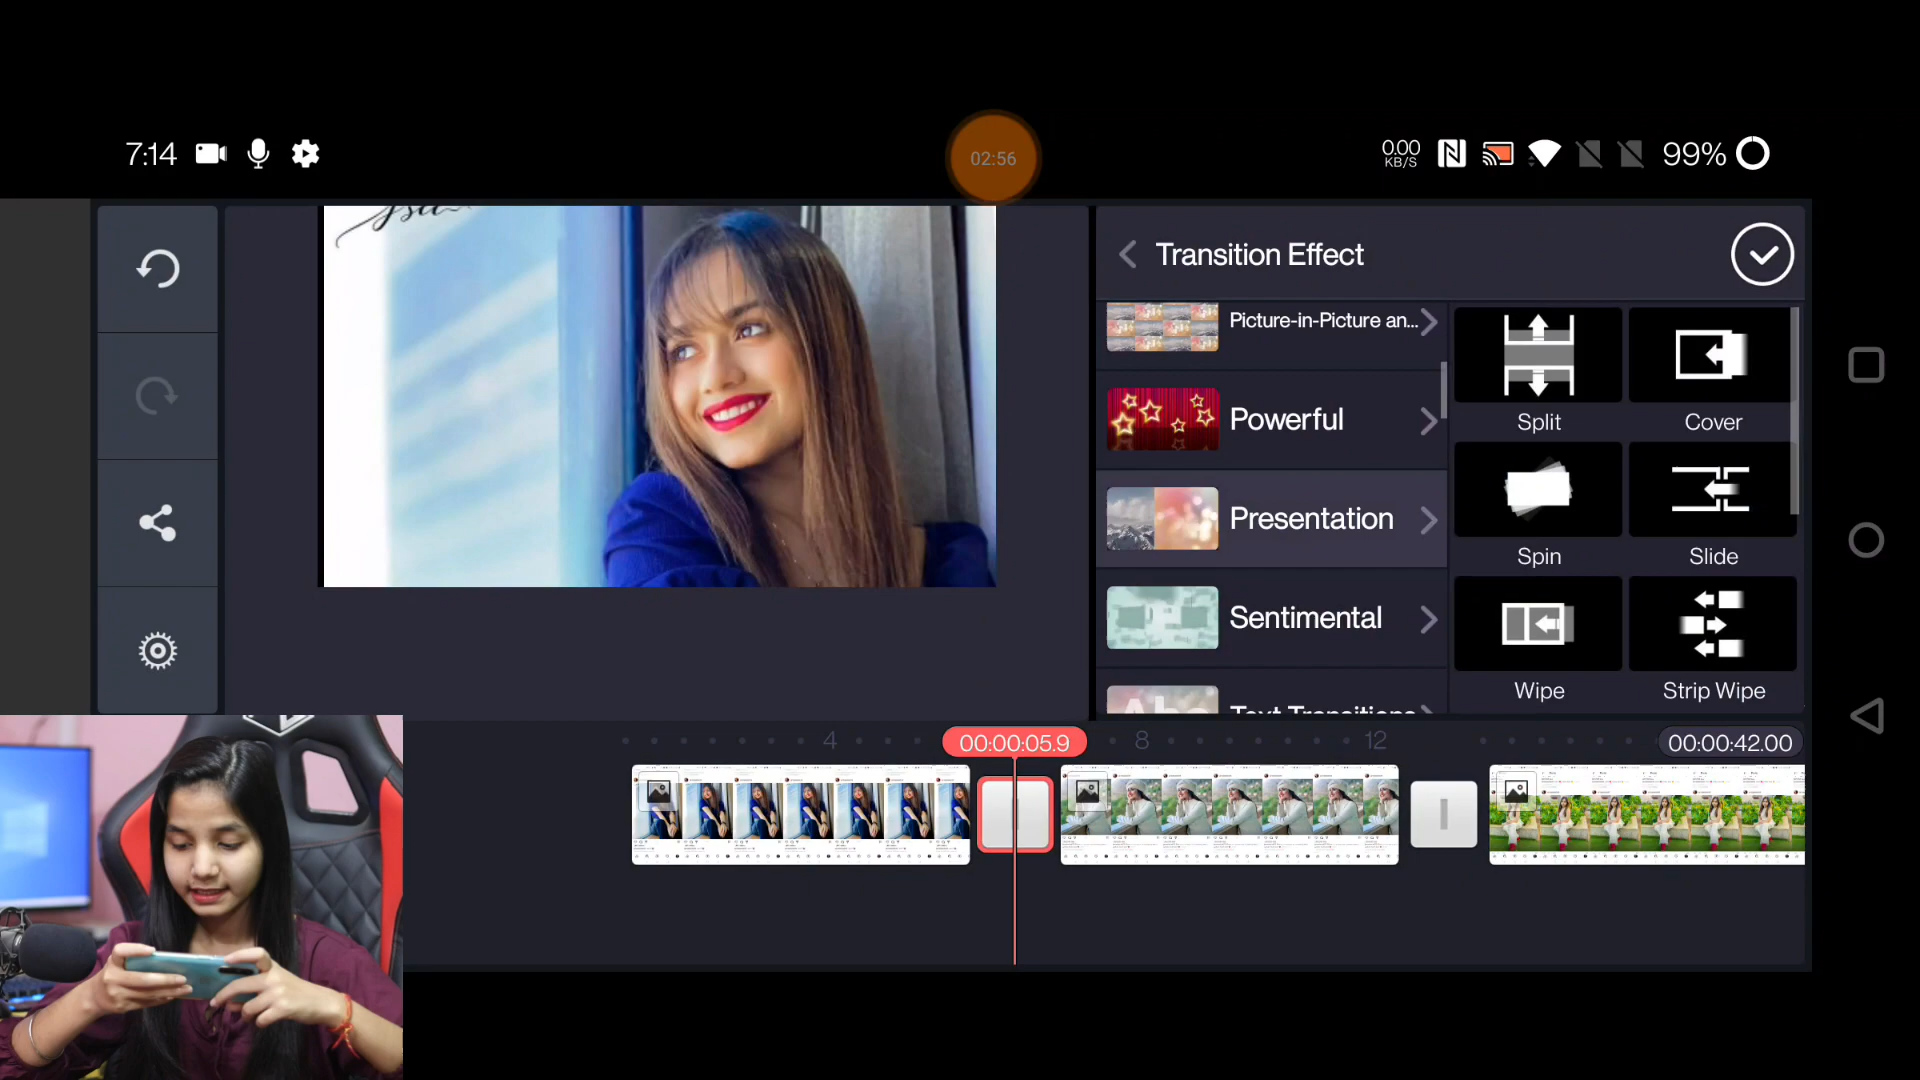 7:14
02:56
0.00
KB/S
99%
Transition Effect
Picture-in-Picture an...
Powerful
Presentation
Sentimental
Text Transitions
Split
Cover
Spin
Slide
Wipe
Strip Wipe
4
00:00:05.9
8
12
00:00:42.00